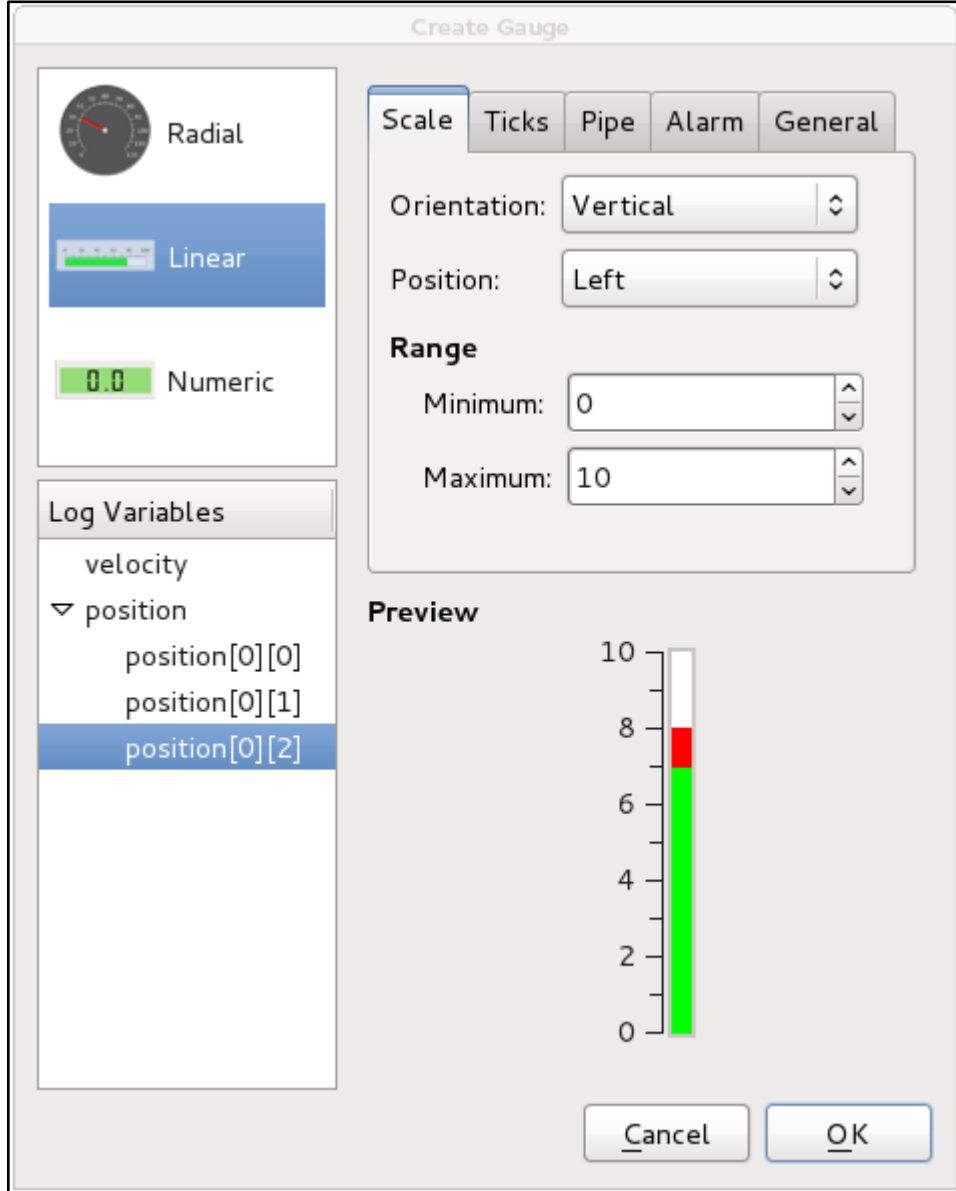 Create Gauge
Radial
Linear
0.0 Numeric
Log Variables
velocity
position
position[0][0]
position[0][1]
position[0][2]
Scale Ticks Pipe Alarm General
Orientation: Vertical
Position: Left
Range
Minimum: 0
Maximum: 10
Preview
10
8
6
4
2
0
Cancel OK